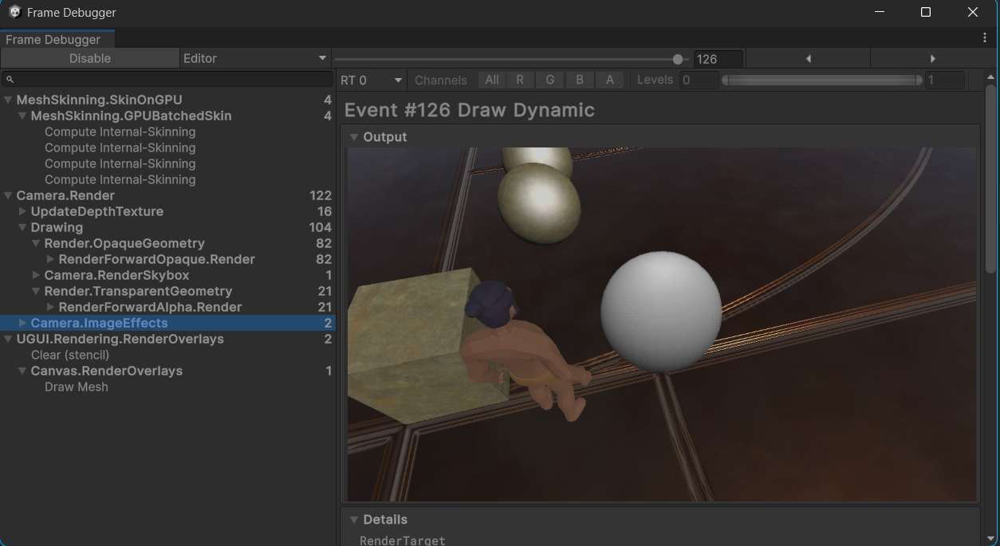 Frame Debugger
Frame Debugger
Disable
Editor
126
RT 0
Channels
All
R
G
B
A
Levels
0
1
MeshSkinning.SkinOnGPU 4
MeshSkinning.GPUBatchedSkin 4
Compute Internal-Skinning
Compute Internal-Skinning
Compute Internal-Skinning
Compute Internal-Skinning
Camera.Render 122
UpdateDepthTexture 16
Drawing 104
Render.OpaqueGeometry 82
RenderForwardOpaque.Render 82
Camera.RenderSkybox 1
Render.TransparentGeometry 21
RenderForwardAlpha.Render 21
Camera.ImageEffects 2
UGUI.Rendering.RenderOverlays 2
Clear (stencil)
Canvas.RenderOverlays 1
Draw Mesh
Event #126 Draw Dynamic
Output
Details
RenderTarget